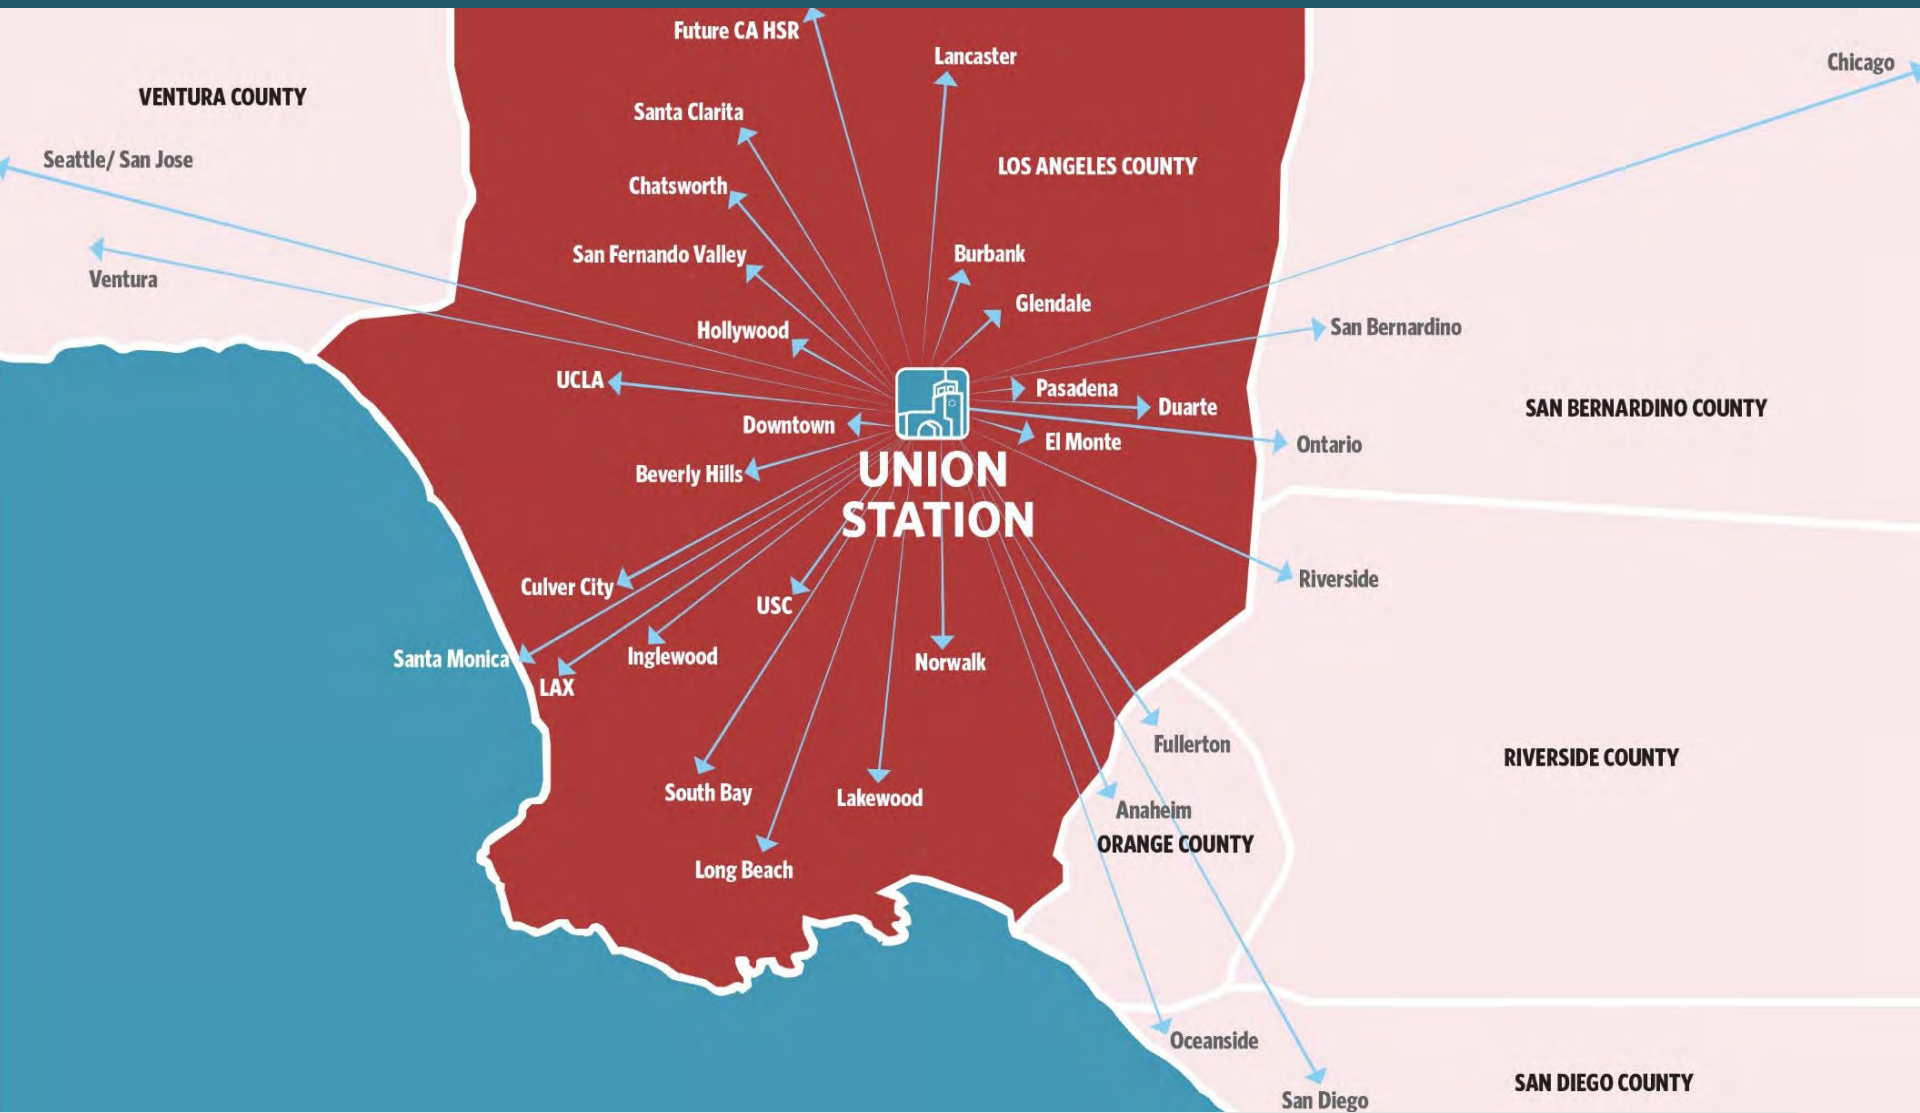 Future CA HSR
Lancaster
Chicago
VENTURA COUNTY
Santa Clarita
Seattle/ San Jose
LOS ANGELES COUNTY
Chatsworth
San Fernando Valley
Burbank
Ventura
Glendale
Hollywood
San Bernardino
UCLA
Pasadena
Duarte
SAN BERNARDINO COUNTY
Downtown
El Monte
Ontario
Beverly Hills
UNION
STATION
Culver City
USC
Riverside
Santa Monica
Inglewood
Norwalk
LAX
Fullerton
RIVERSIDE COUNTY
South Bay
Lakewood
Anaheim
ORANGE COUNTY
Long Beach
Oceanside
SAN DIEGO COUNTY
San Diego